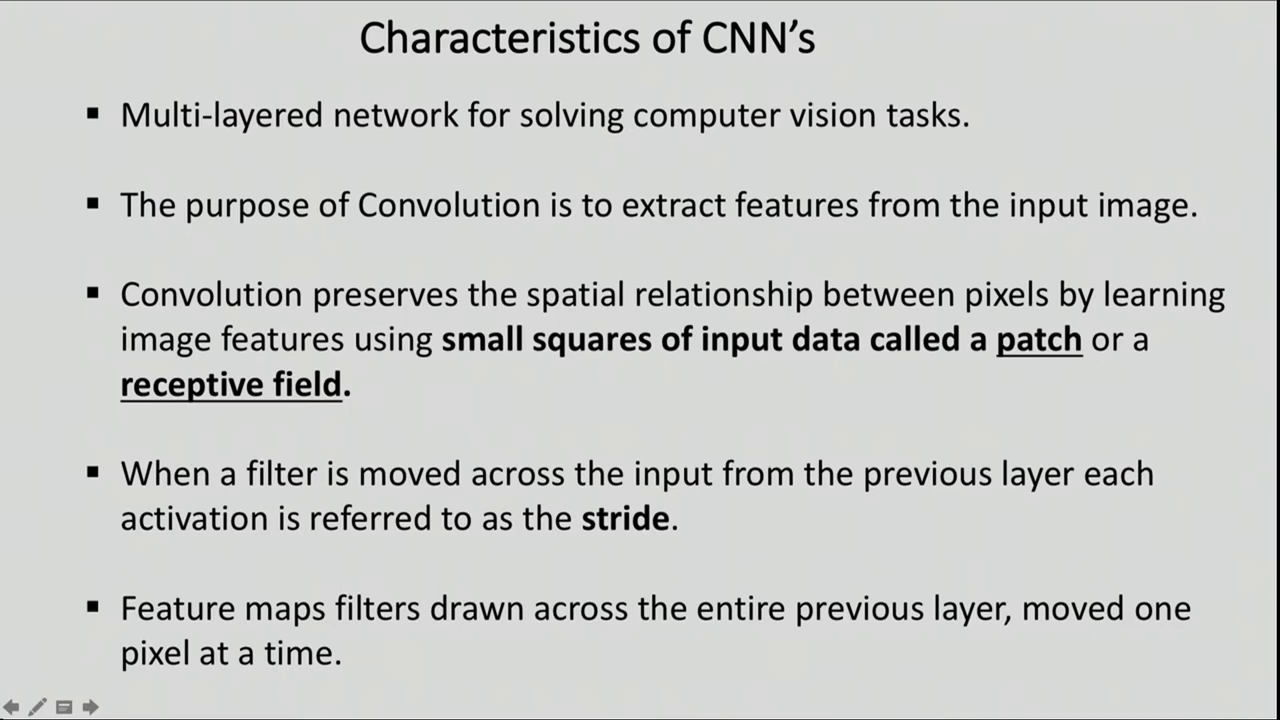 Characteristics of CNN's
▪ Multi-layered network for solving computer vision tasks.
▪ The purpose of Convolution is to extract features from the input image.
▪ Convolution preserves the spatial relationship between pixels by learning
image features using small squares of input data called a patch or a
receptive field.
▪ When a filter is moved across the input from the previous layer each
activation is referred to as the stride.
▪ Feature maps filters drawn across the entire previous layer, moved one
pixel at a time.